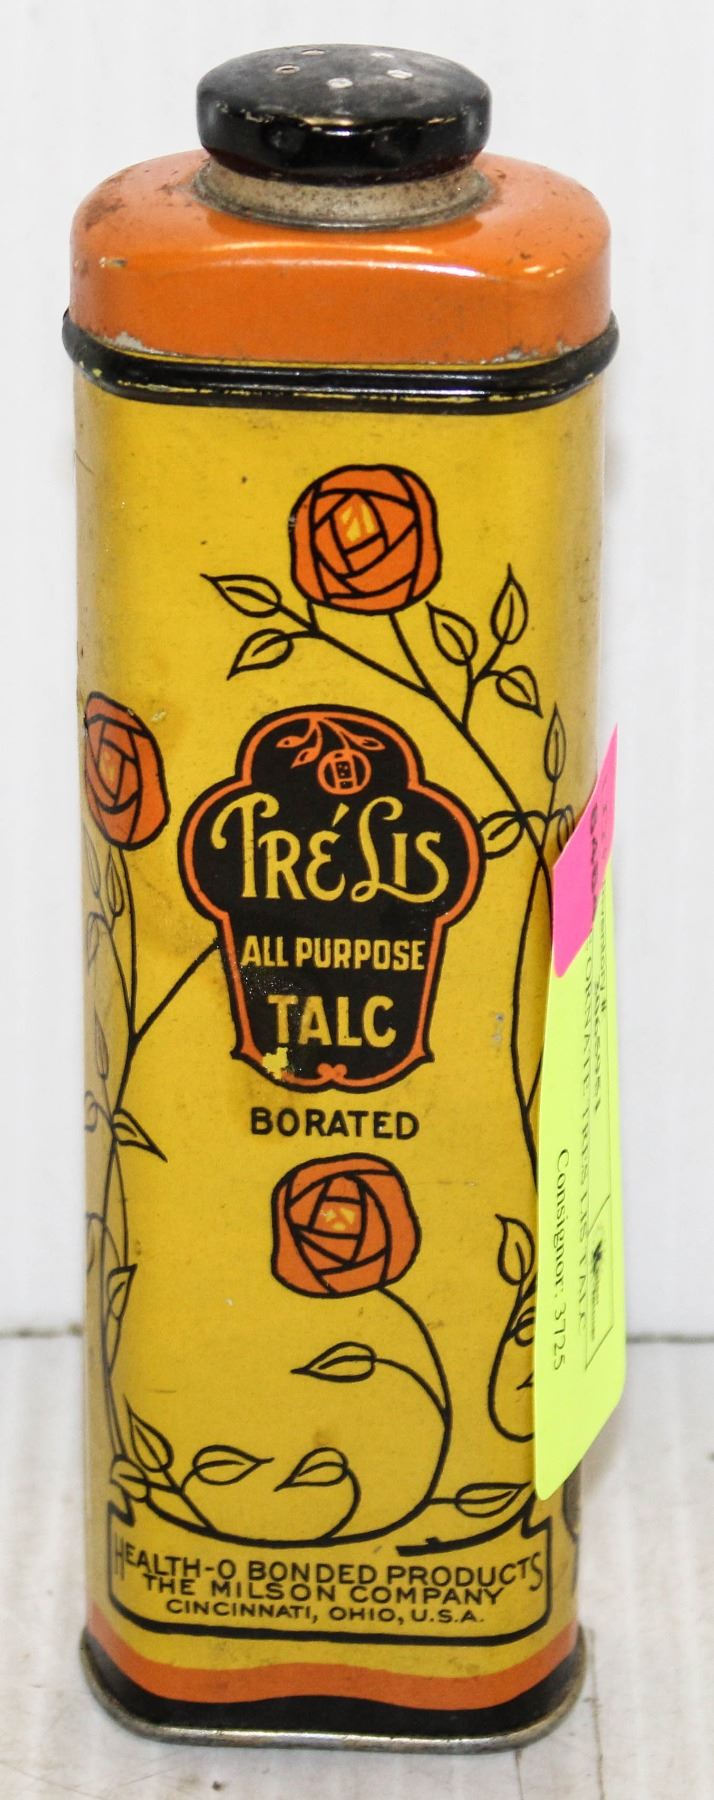 TRÉ LIS
ALL PURPOSE
TALC
BORATED
HEALTH-O BONDED PRODUCTS
THE MILSON COMPANY
CINCINNATI, OHIO, U.S.A.
Consignor: 3725